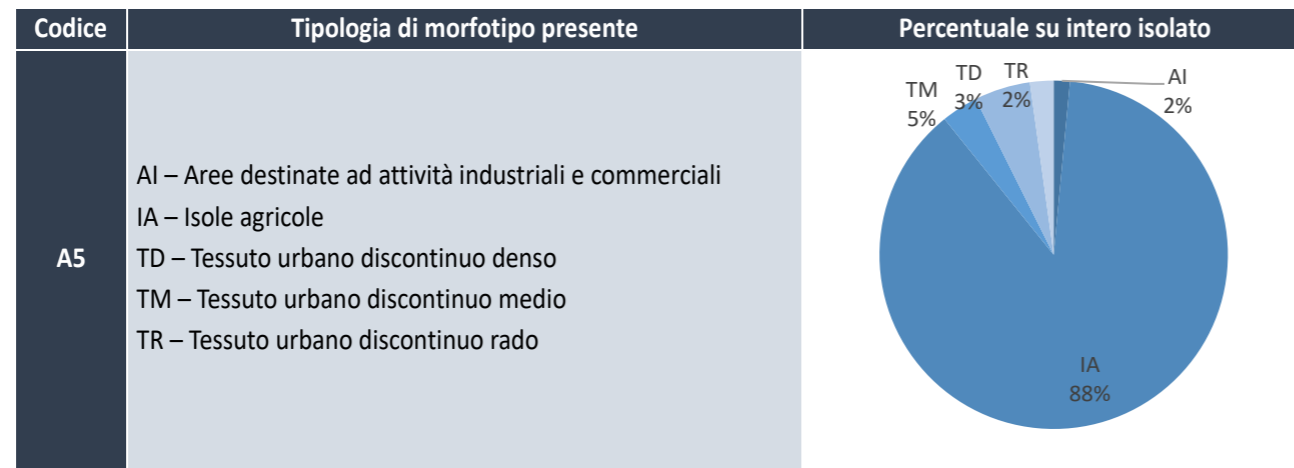 Codice
Tipologia di morfotipo presente
Percentuale su intero isolato
A5
AI – Aree destinate ad attività industriali e commerciali
IA – Isole agricole
TD – Tessuto urbano discontinuo denso
TM – Tessuto urbano discontinuo medio
TR – Tessuto urbano discontinuo rado
TM
5%
TD
3%
TR
2%
AI
2%
IA
88%